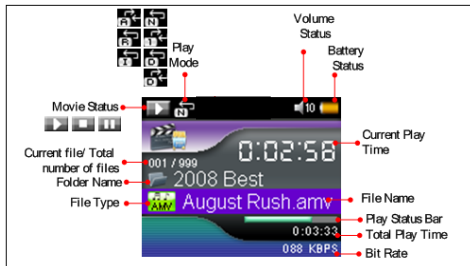 A N
R 1
I D
D
Play
Mode
Volume
Status
Battery
Status
Movie Status
N
10
Current Play
Time
0:02:58
Current file/ Total
number of files
001 / 999
Folder Name
2008 Best
File Type
AMV
August Rush.amv
File Name
Play Status Bar
0:03:33
Total Play Time
088 KBPS
Bit Rate